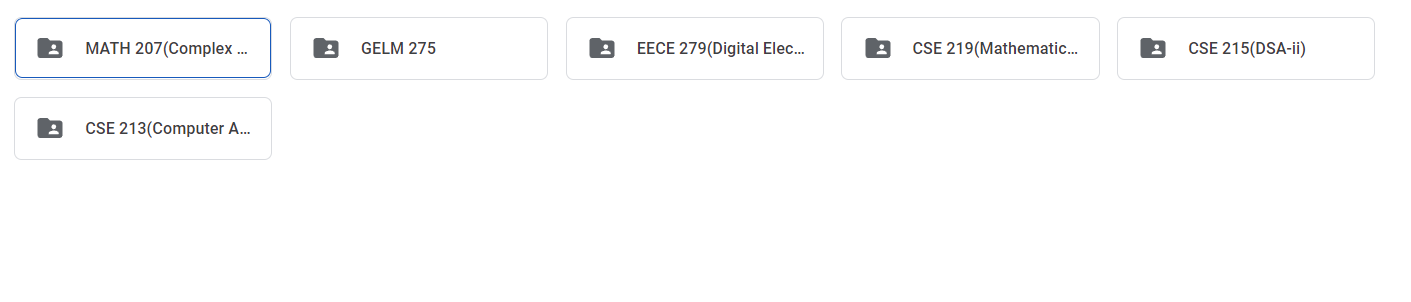 MATH 207(Complex ...
GELM 275
EECE 279(Digital Elec...
CSE 219(Mathematic...
CSE 215(DSA-ii)
CSE 213(Computer A...